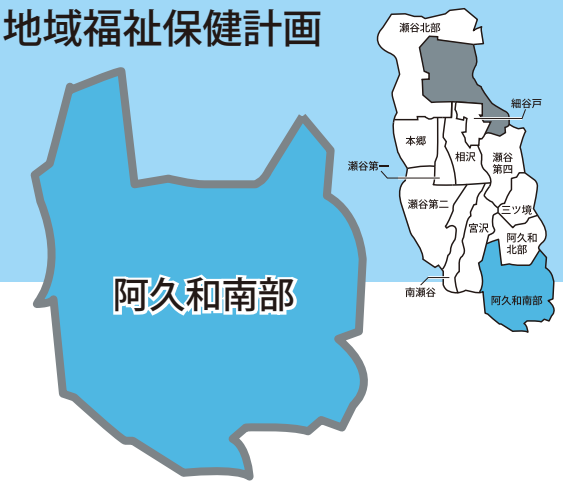 地域福祉保健計画
瀬谷北部
細谷戸
本郷
相沢
瀬谷
第四
瀬谷第一
瀬谷第二
三ツ境
宮沢
阿久和
北部
南瀬谷
阿久和南部
阿久和南部